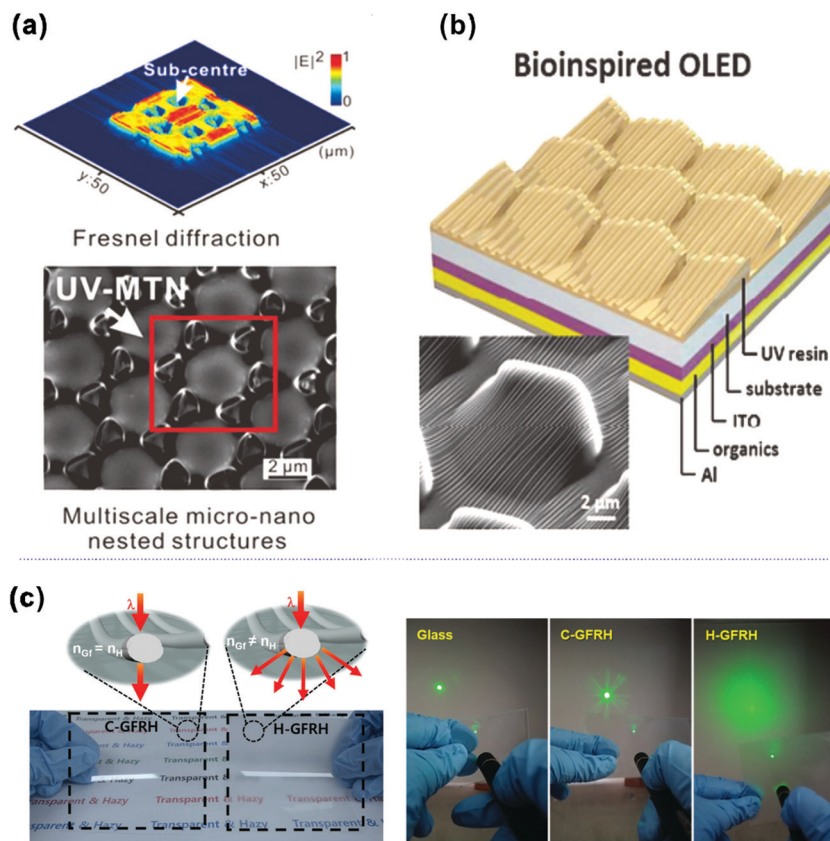 (a)
|E|² 1
0
Sub-centre
y:50
x:50
(μm)
Fresnel diffraction
UV-MTN
2 μm
Multiscale micro-nano
nested structures
(b)
Bioinspired OLED
UV resin
substrate
ITO
organics
Al
2 μm
(c)
λ
n_Gf = n_H
λ
n_Gf ≠ n_H
C-GFRH
H-GFRH
Transparent & Hazy
Transparent & Hazy
Transparent & Hazy
Transparent & Hazy
Glass
C-GFRH
H-GFRH